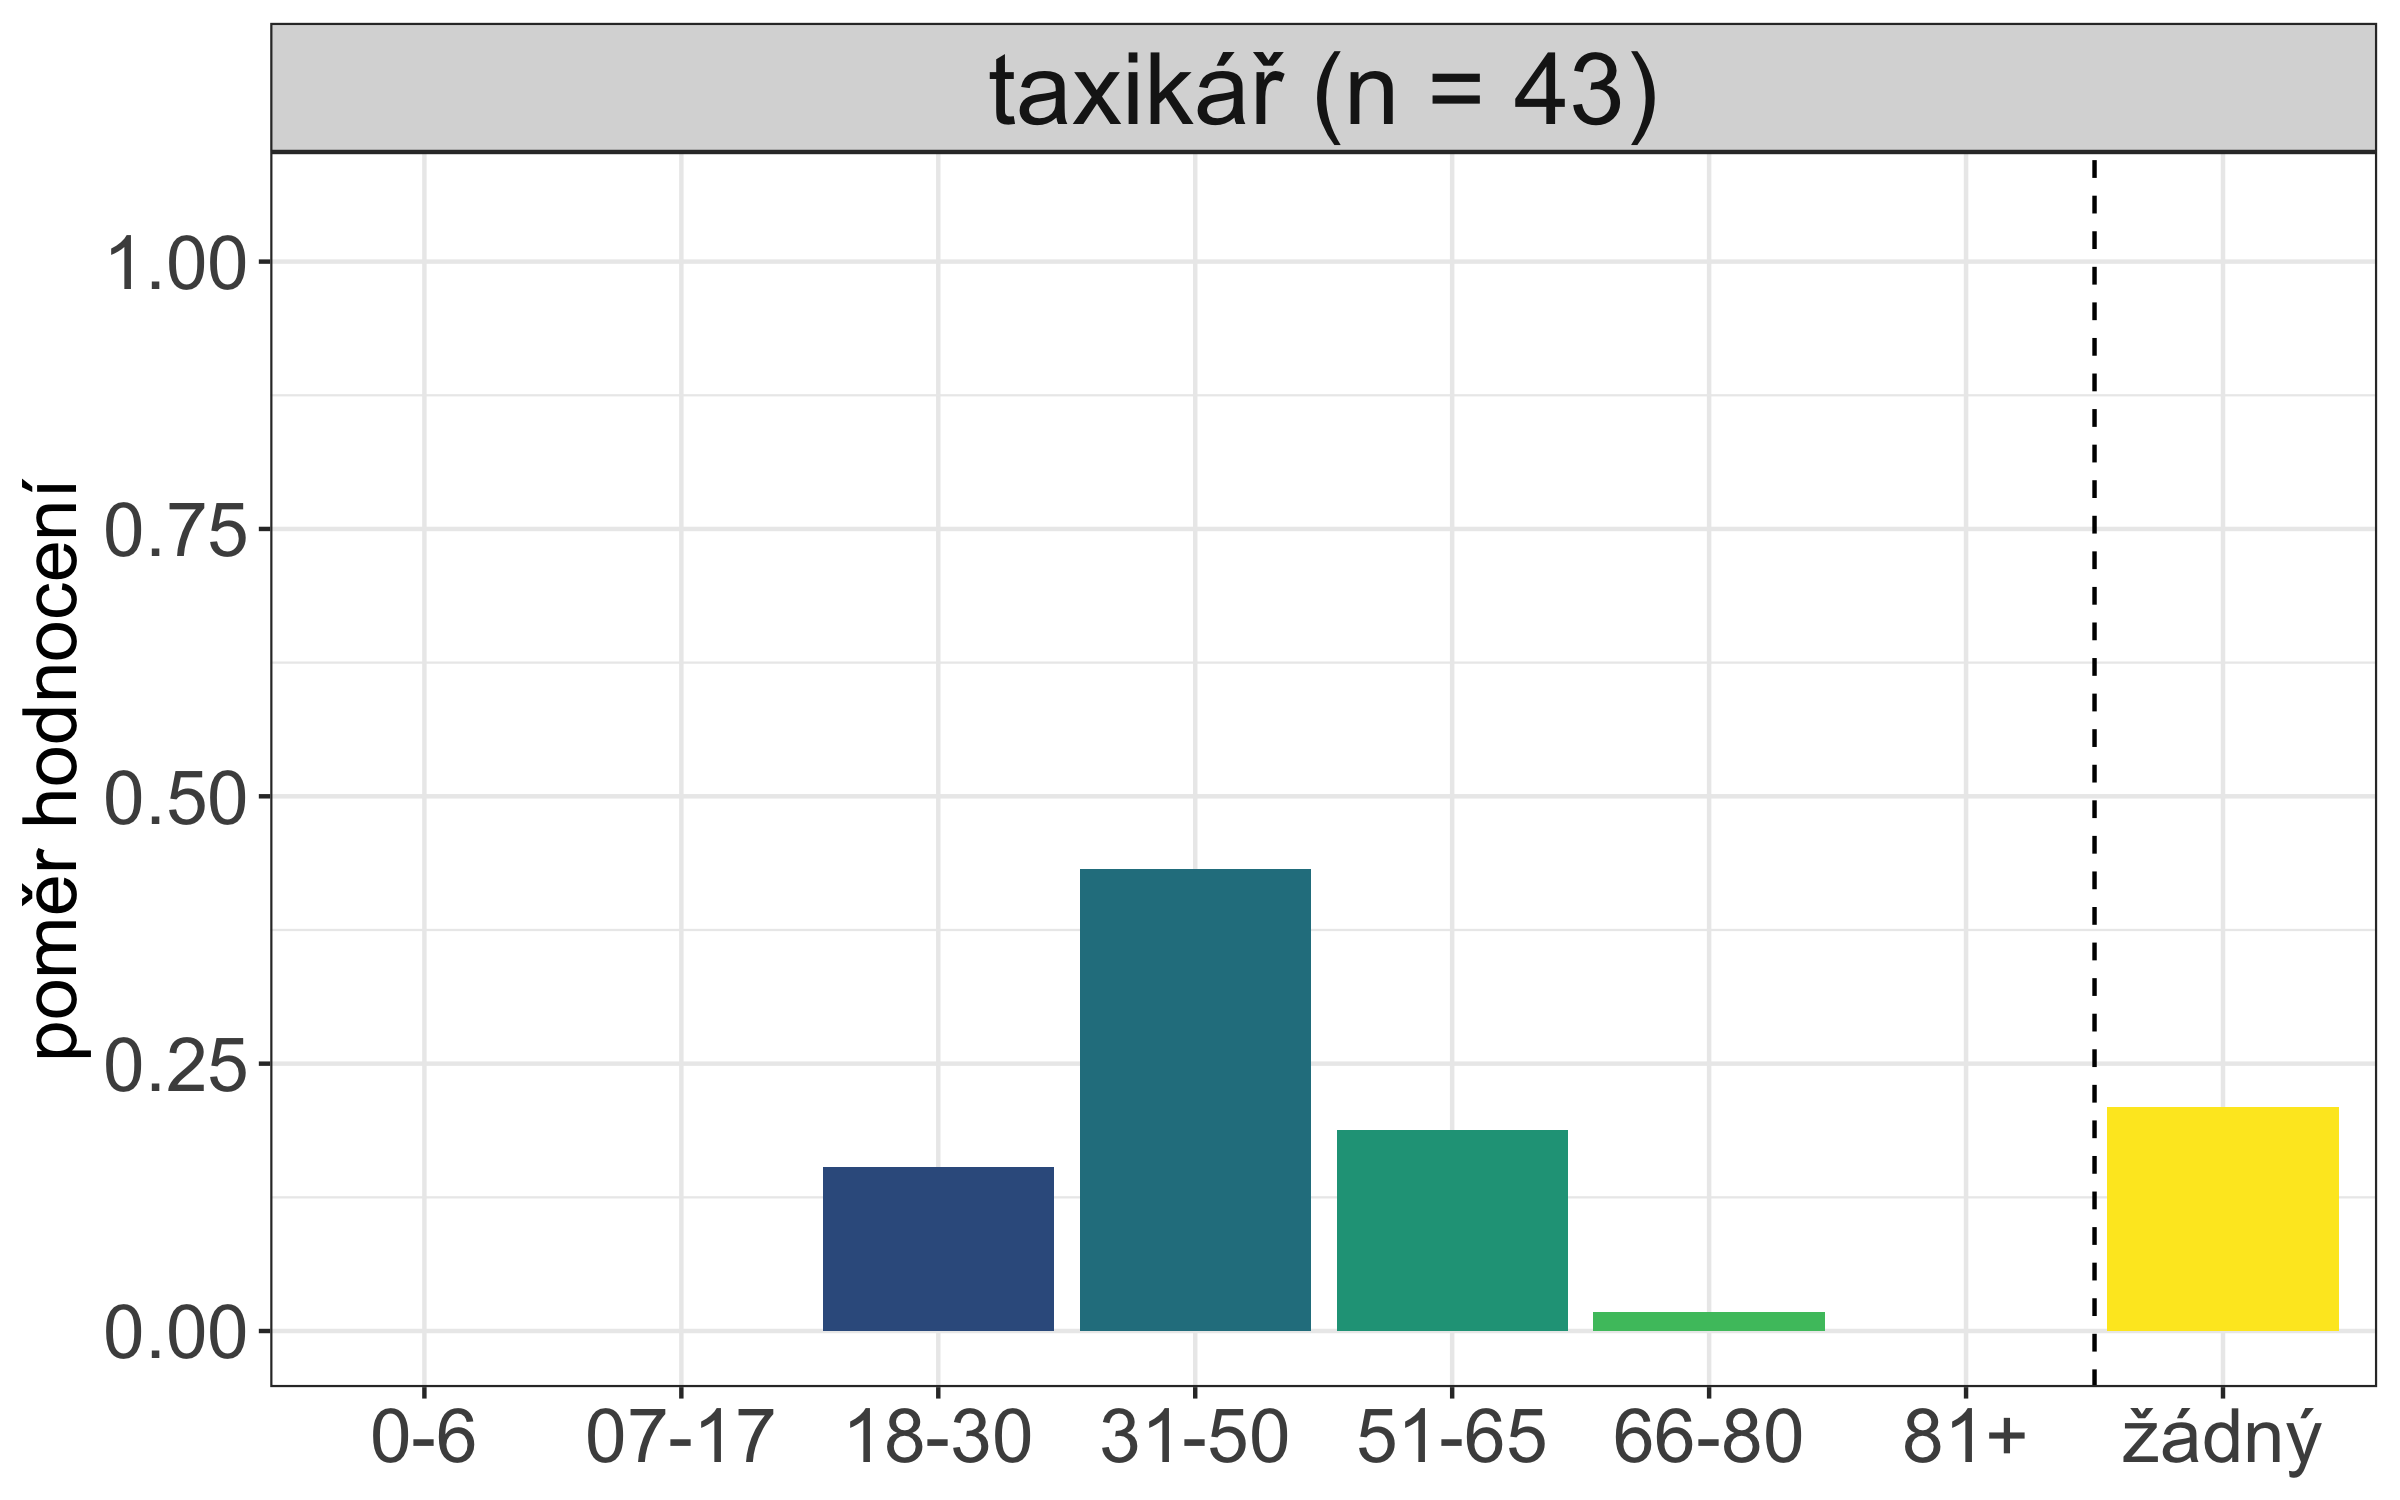 taxikář (n = 43)
poměr hodnocení
1.00
0.75
0.50
0.25
0.00
0-6 07-17 18-30 31-50 51-65 66-80 81+ žádný